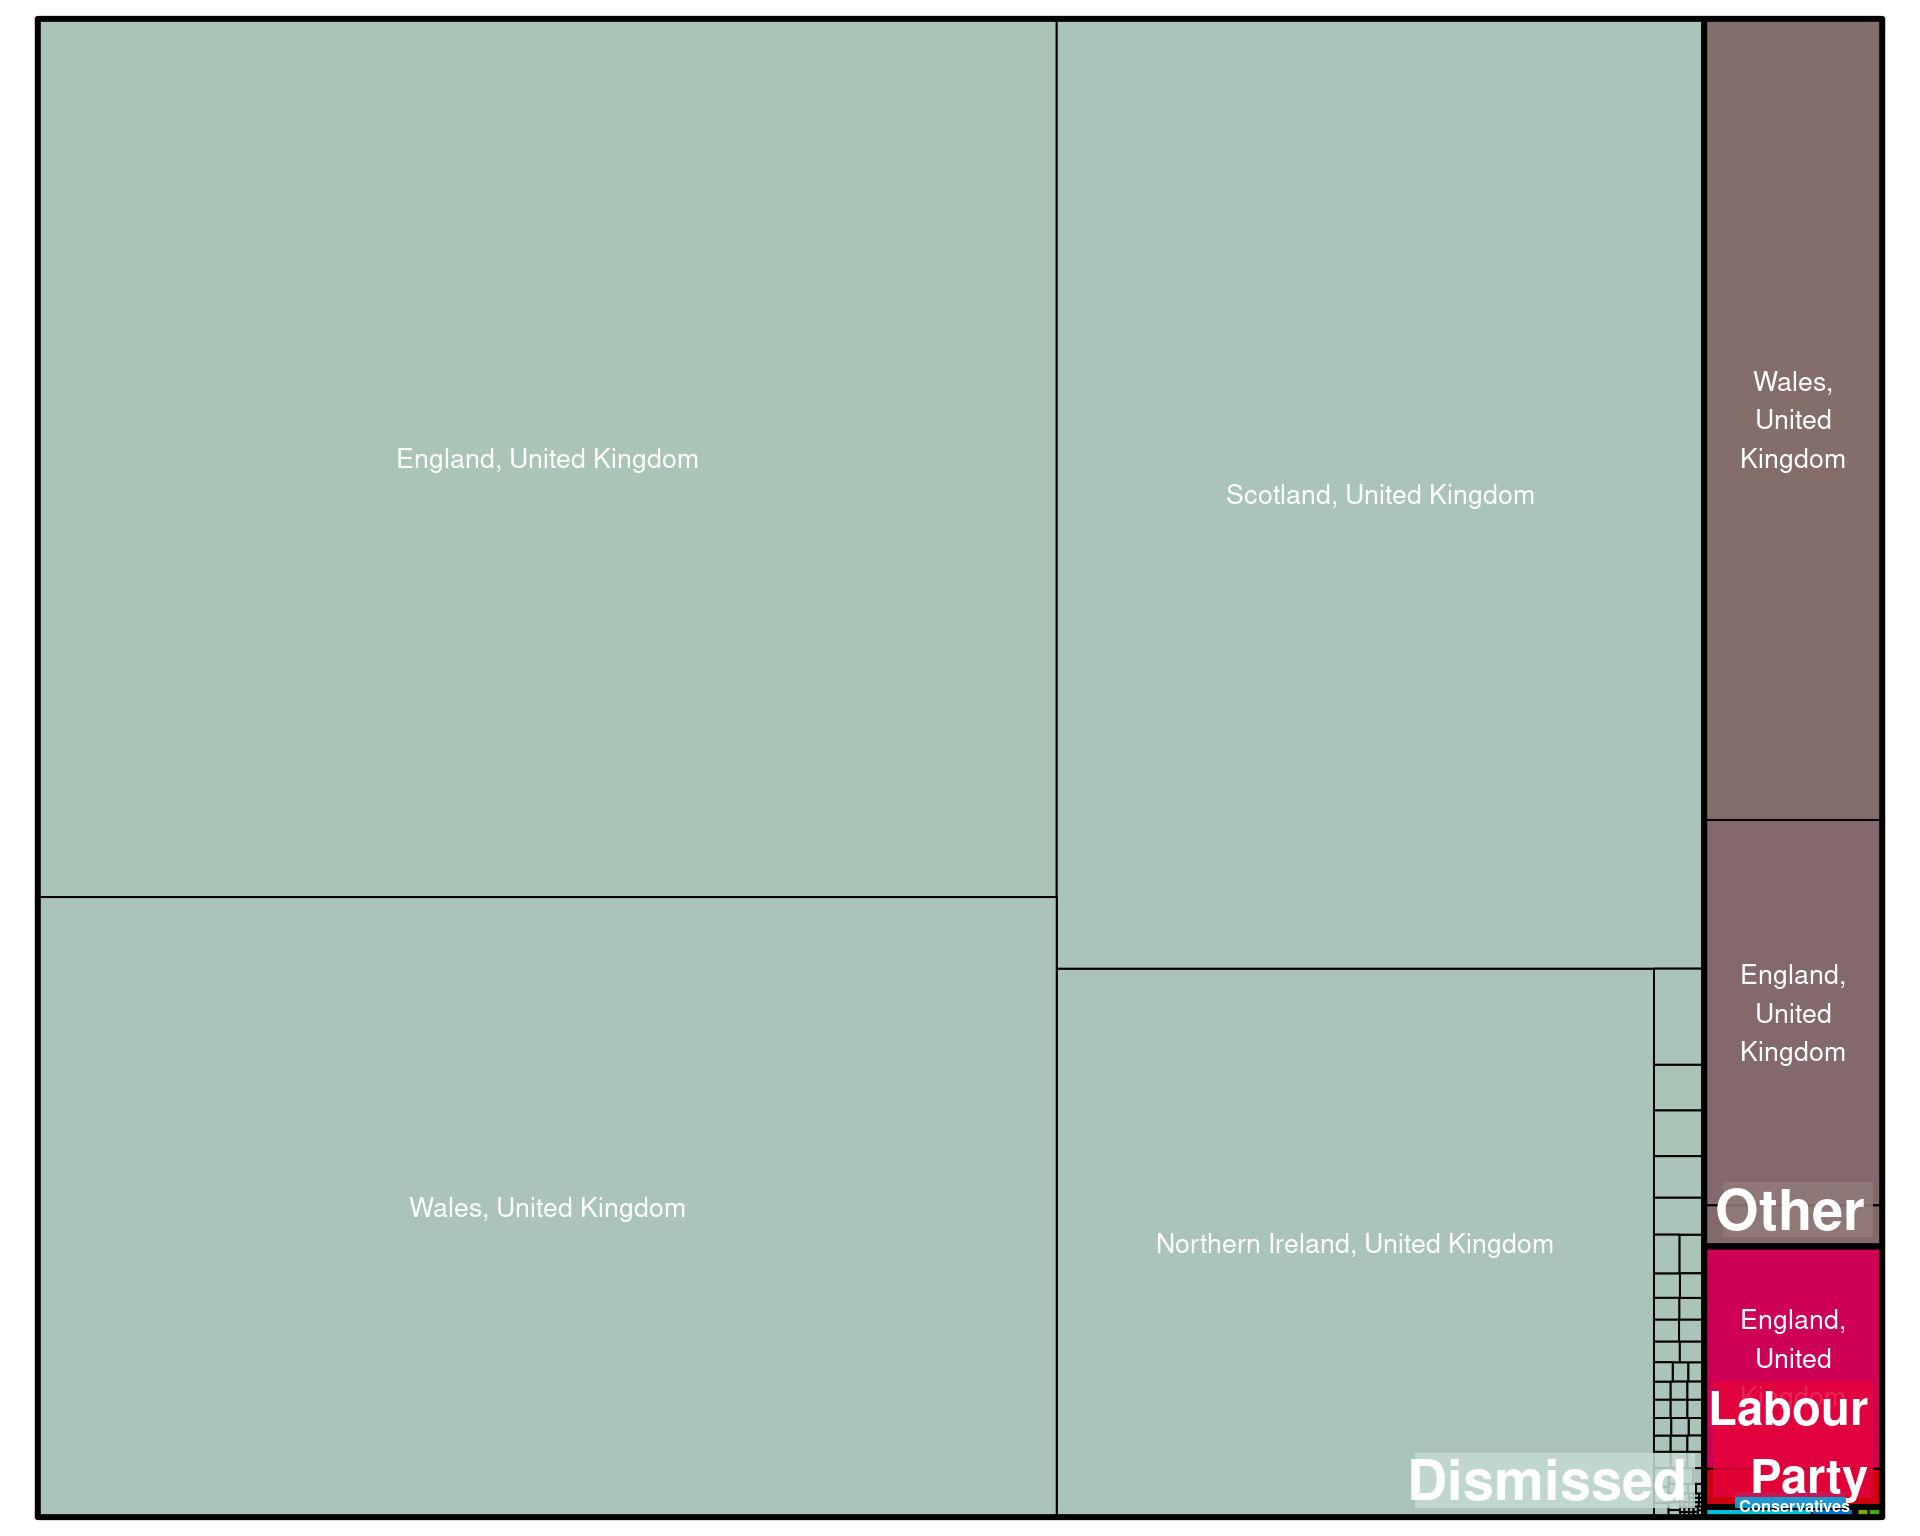 England, United Kingdom
Scotland, United Kingdom
Wales,
United
Kingdom
England,
United
Kingdom
Wales, United Kingdom
Northern Ireland, United Kingdom
Other
England,
United
Kingdom
Labour
Party
Dismissed
Conservatives